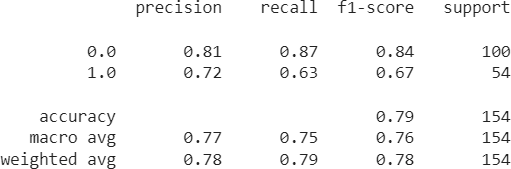 precision recall f1-score support
0.0 0.81 0.87 0.84 100
1.0 0.72 0.63 0.67 54
accuracy 0.79 154
macro avg 0.77 0.75 0.76 154
weighted avg 0.78 0.79 0.78 154